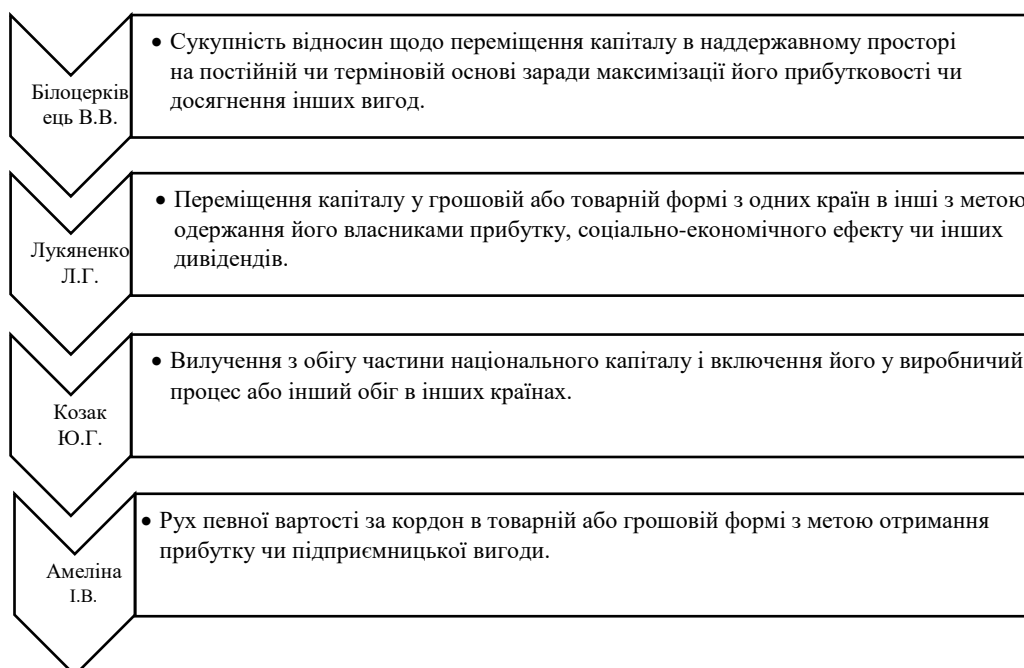 Білоцерків
ець В.В.
• Сукупність відносин щодо переміщення капіталу в наддержавному просторі
на постійній чи терміновій основі заради максимізації його прибутковості чи
досягнення інших вигод.
Лукяненко
Л.Г.
• Переміщення капіталу у грошовій або товарній формі з одних країн в інші з метою
одержання його власниками прибутку, соціально-економічного ефекту чи інших
дивідендів.
Козак
Ю.Г.
• Вилучення з обігу частини національного капіталу і включення його у виробничий
процес або інший обіг в інших країнах.
Амеліна
І.В.
• Рух певної вартості за кордон в товарній або грошовій формі з метою отримання
прибутку чи підприємницької вигоди.